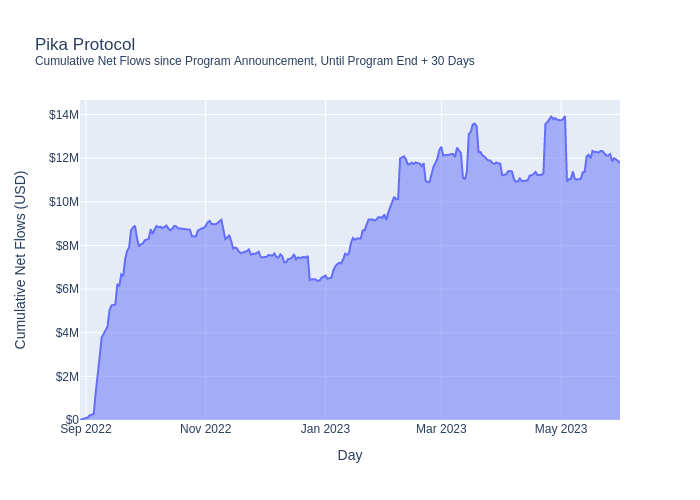 Pika Protocol
Cumulative Net Flows since Program Announcement, Until Program End + 30 Days
$14M
$12M
$10M
$8M
$6M
$4M
$2M
$0
Cumulative Net Flows (USD)
Sep 2022 Nov 2022 Jan 2023 Mar 2023 May 2023
Day